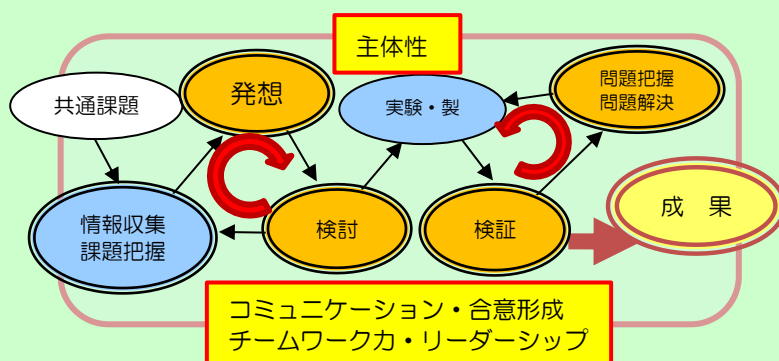 主体性
共通課題
発想
実験・製
問題把握
問題解決
情報収集
課題把握
検討
検証
成　果
コミュニケーション・合意形成
チームワーク力・リーダーシップ